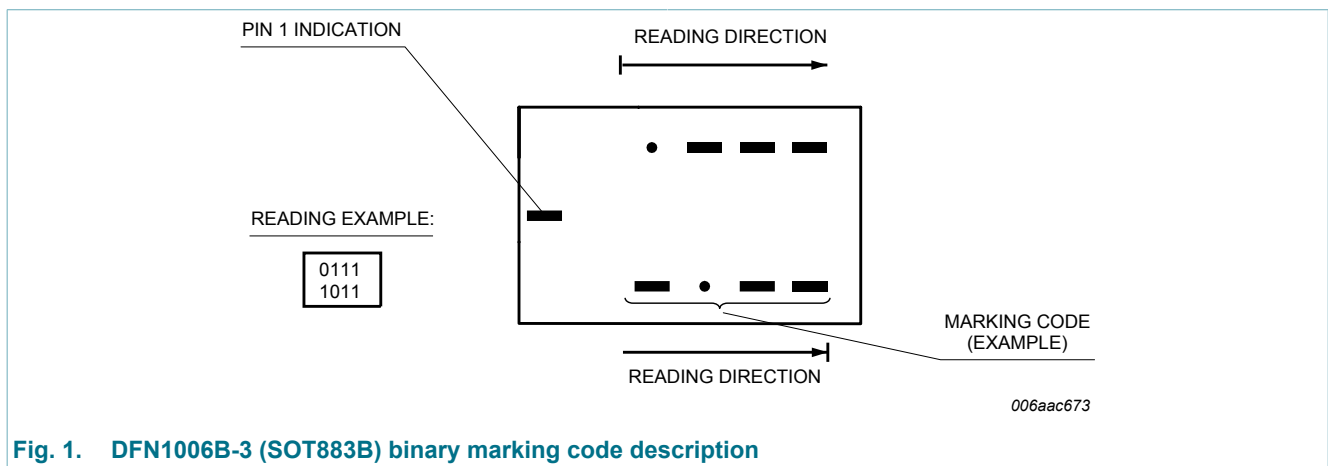 PIN 1 INDICATION
READING DIRECTION
READING EXAMPLE:
0111
1011
MARKING CODE
(EXAMPLE)
READING DIRECTION
006aac673
Fig. 1. DFN1006B-3 (SOT883B) binary marking code description